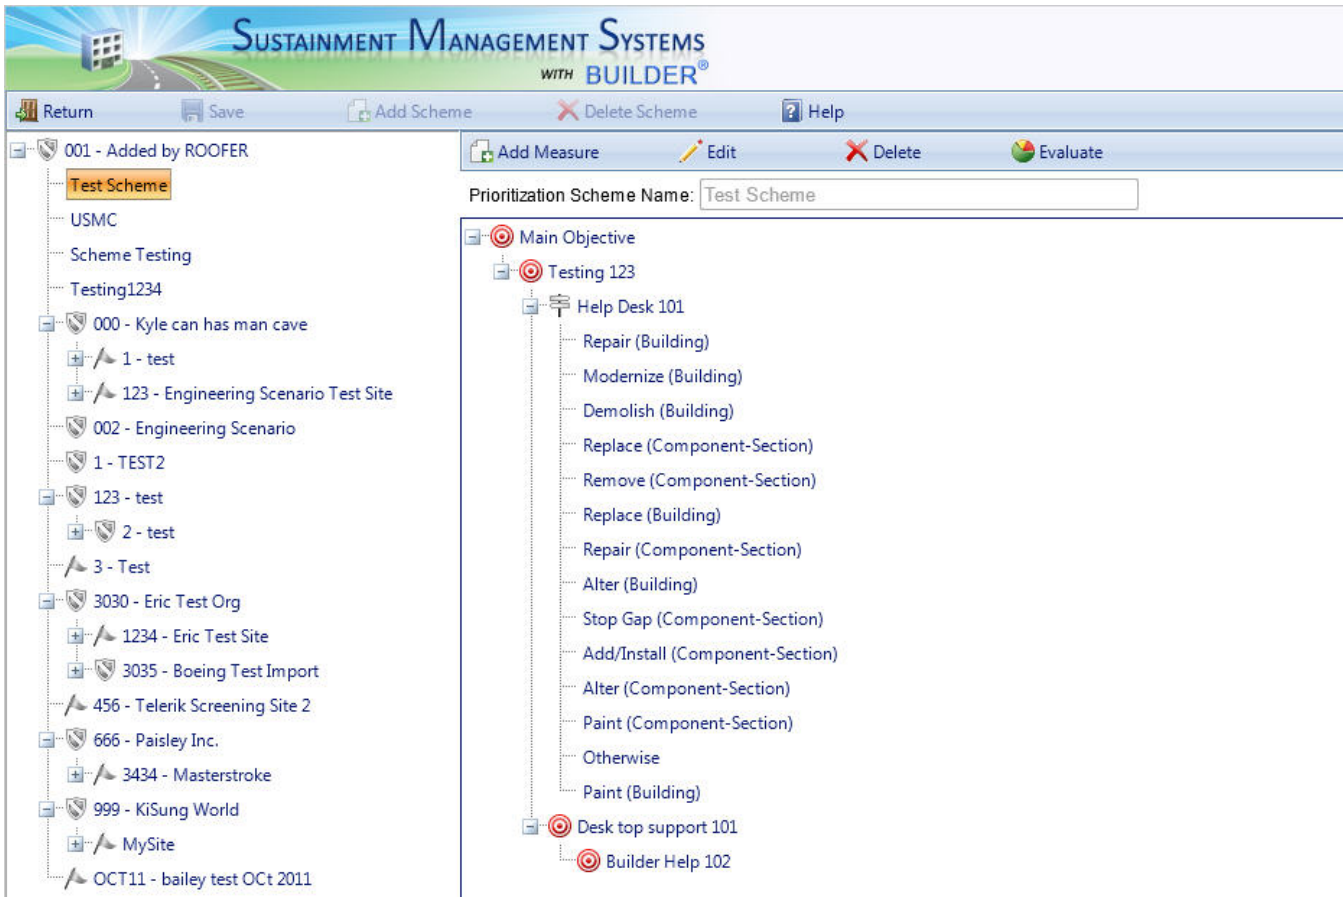 SUSTAINMENT MANAGEMENT SYSTEMS
WITH BUILDER®
Return Save Add Scheme Delete Scheme Help
001 - Added by ROOFER
Test Scheme
USMC
Scheme Testing
Testing1234
000 - Kyle can has man cave
1 - test
123 - Engineering Scenario Test Site
002 - Engineering Scenario
1 - TEST2
123 - test
2 - test
3 - Test
3030 - Eric Test Org
1234 - Eric Test Site
3035 - Boeing Test Import
456 - Telerik Screening Site 2
666 - Paisley Inc.
3434 - Masterstroke
999 - KiSung World
MySite
OCT11 - bailey test OCt 2011
Add Measure Edit Delete Evaluate
Prioritization Scheme Name: Test Scheme
Main Objective
Testing 123
Help Desk 101
Repair (Building)
Modernize (Building)
Demolish (Building)
Replace (Component-Section)
Remove (Component-Section)
Replace (Building)
Repair (Component-Section)
Alter (Building)
Stop Gap (Component-Section)
Add/Install (Component-Section)
Alter (Component-Section)
Paint (Component-Section)
Otherwise
Paint (Building)
Desk top support 101
Builder Help 102